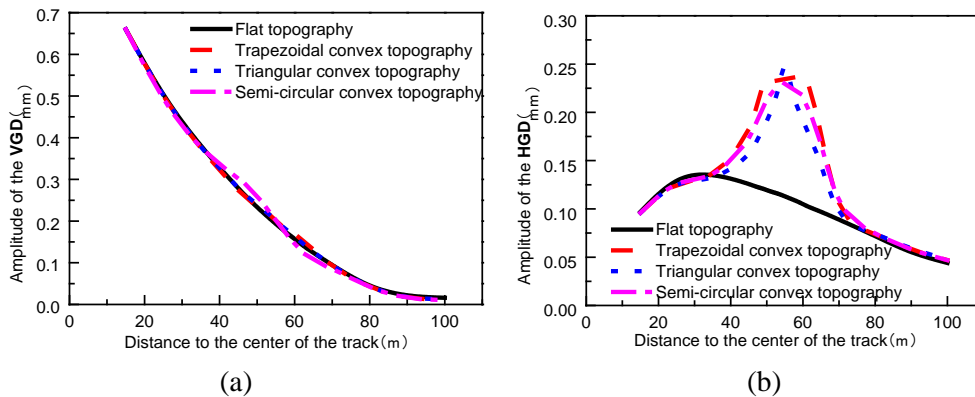 Amplitude of the VGD(mm)
0.7
0.6
0.5
0.4
0.3
0.2
0.1
0.0
0 20 40 60 80 100
Flat topography
Trapezoidal convex topography
Triangular convex topography
Semi-circular convex topography
Distance to the center of the track(m)
(a)
Amplitude of the HGD(mm)
0.30
0.25
0.20
0.15
0.10
0.05
0.00
0 20 40 60 80 100
Flat topography
Trapezoidal convex topography
Triangular convex topography
Semi-circular convex topography
Distance to the center of the track(m)
(b)